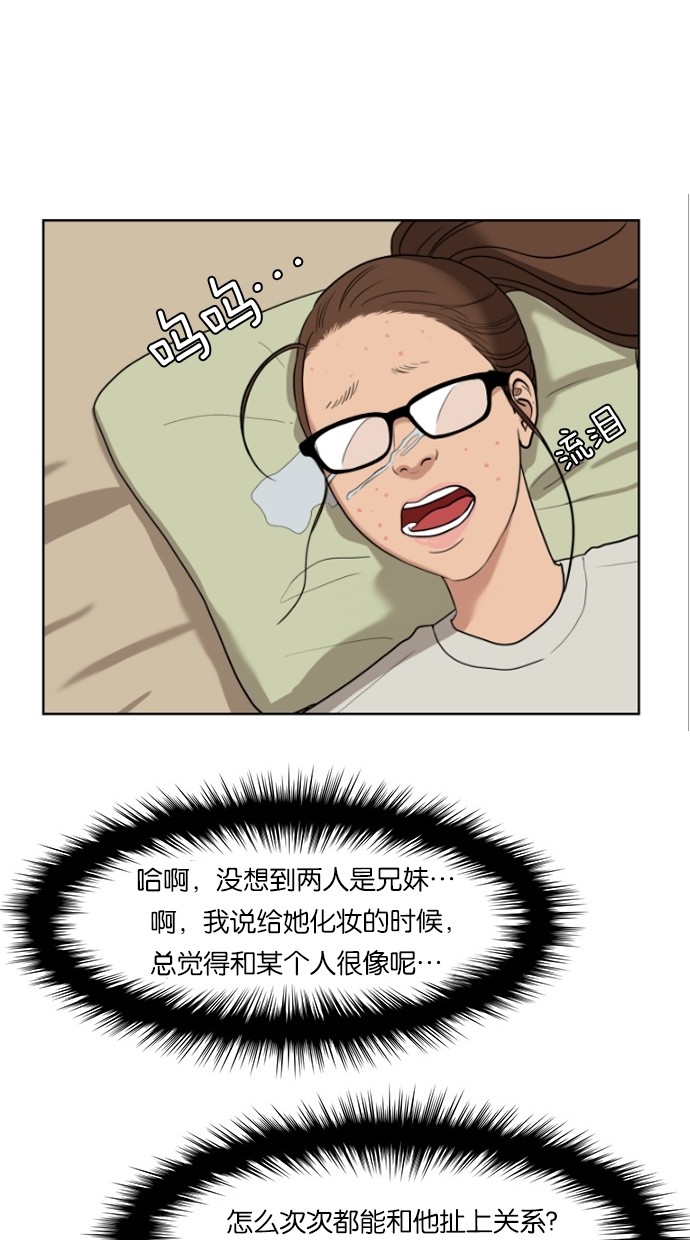 呜呜···
流泪
哈啊，没想到两人是兄妹···
啊，我说给她化妆的时候，
总觉得和某个人很像呢···
怎么次次都能和他扯上关系?